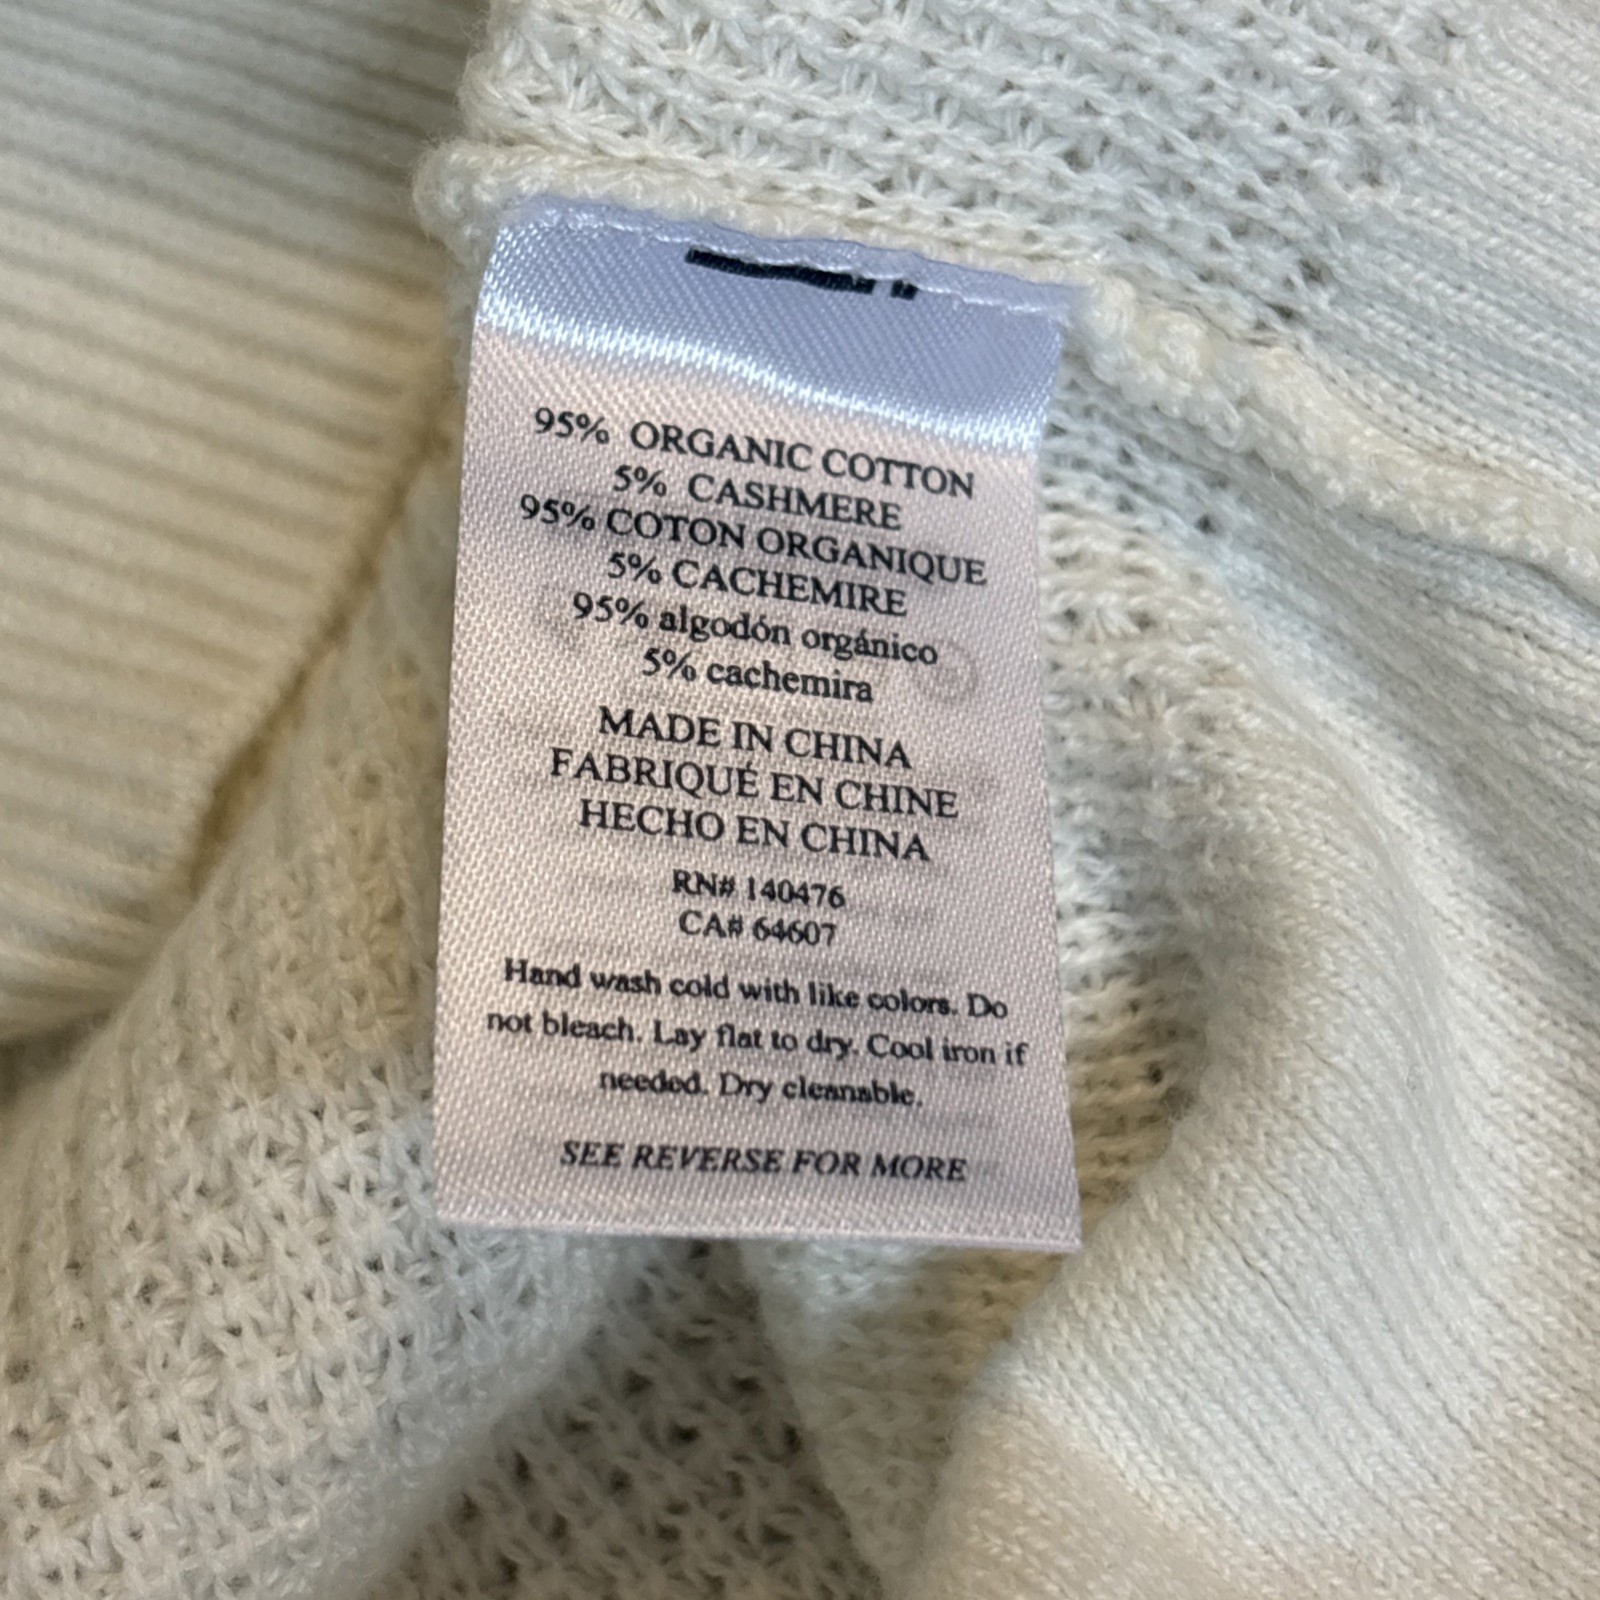 95% ORGANIC COTTON
5% CASHMERE
95% COTON ORGANIQUE
5% CACHEMIRE
95% algodón orgánico
5% cachemira
MADE IN CHINA
FABRIQUÉ EN CHINE
HECHO EN CHINA
RN# 140476
CA# 64607
Hand wash cold with like colors. Do
not bleach. Lay flat to dry. Cool iron if
needed. Dry cleanable.
SEE REVERSE FOR MORE